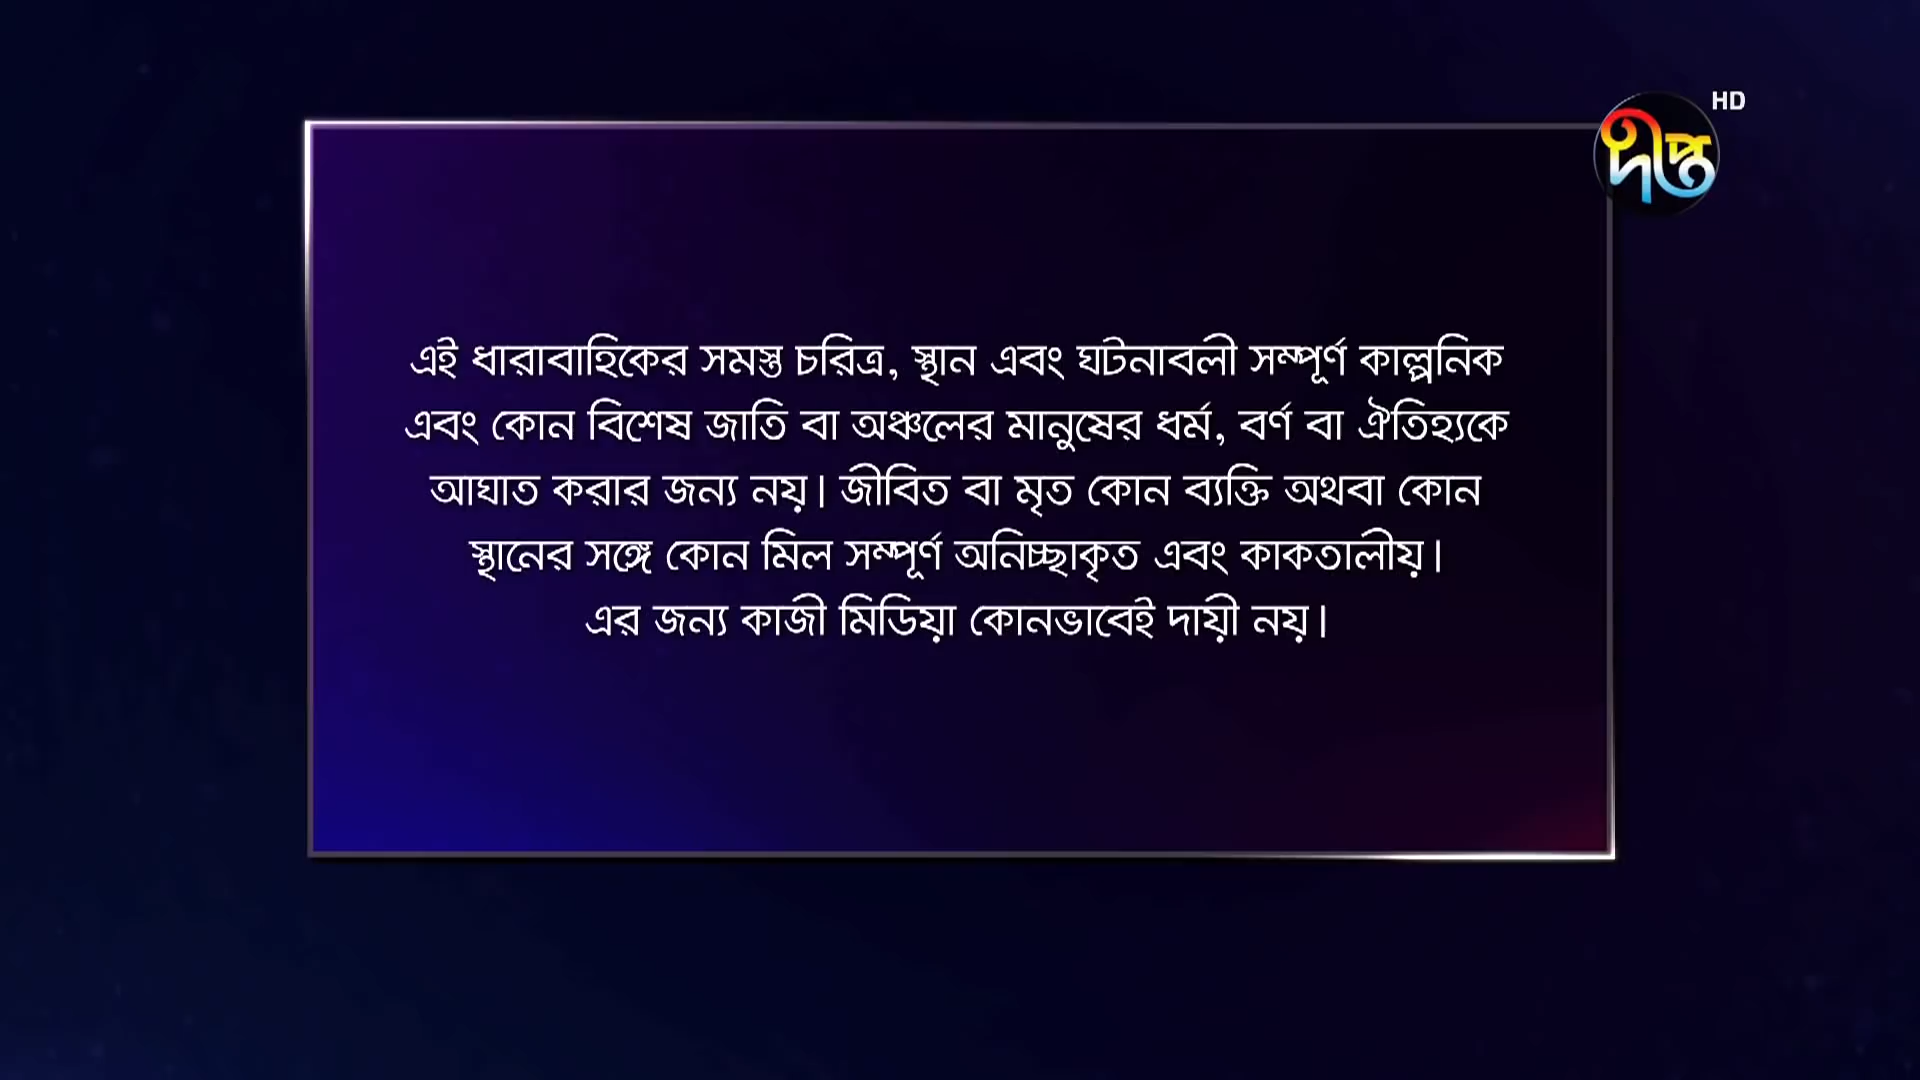 HD
দীপ্ত
এই ধারাবাহিকের সমস্ত চরিত্র, স্থান এবং ঘটনাবলী সম্পূর্ণ কাল্পনিক
এবং কোন বিশেষ জাতি বা অঞ্চলের মানুষের ধর্ম, বর্ণ বা ঐতিহ্যকে
আঘাত করার জন্য নয়। জীবিত বা মৃত কোন ব্যক্তি অথবা কোন
স্থানের সঙ্গে কোন মিল সম্পূর্ণ অনিচ্ছাকৃত এবং কাকতালীয়।
এর জন্য কাজী মিডিয়া কোনভাবেই দায়ী নয়।